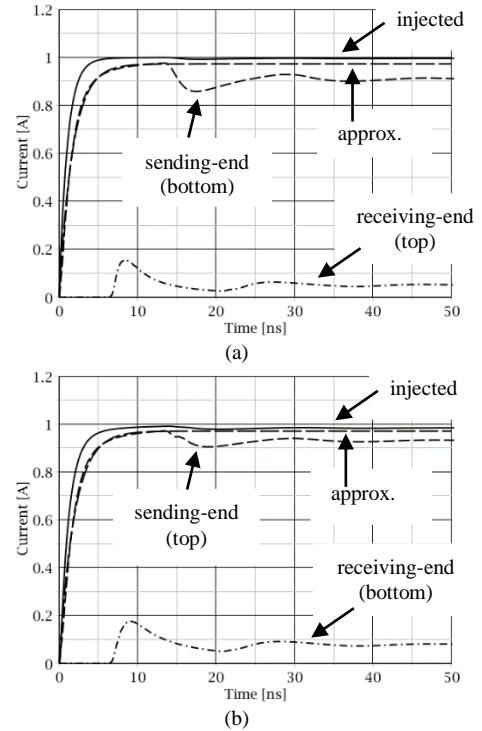 1.2
1
0.8
0.6
0.4
0.2
0
Current [A]
injected
approx.
sending-end
(bottom)
receiving-end
(top)
0 10 20 30 40 50
Time [ns]
(a)
1.2
1
0.8
0.6
0.4
0.2
0
Current [A]
injected
approx.
sending-end
(top)
receiving-end
(bottom)
0 10 20 30 40 50
Time [ns]
(b)